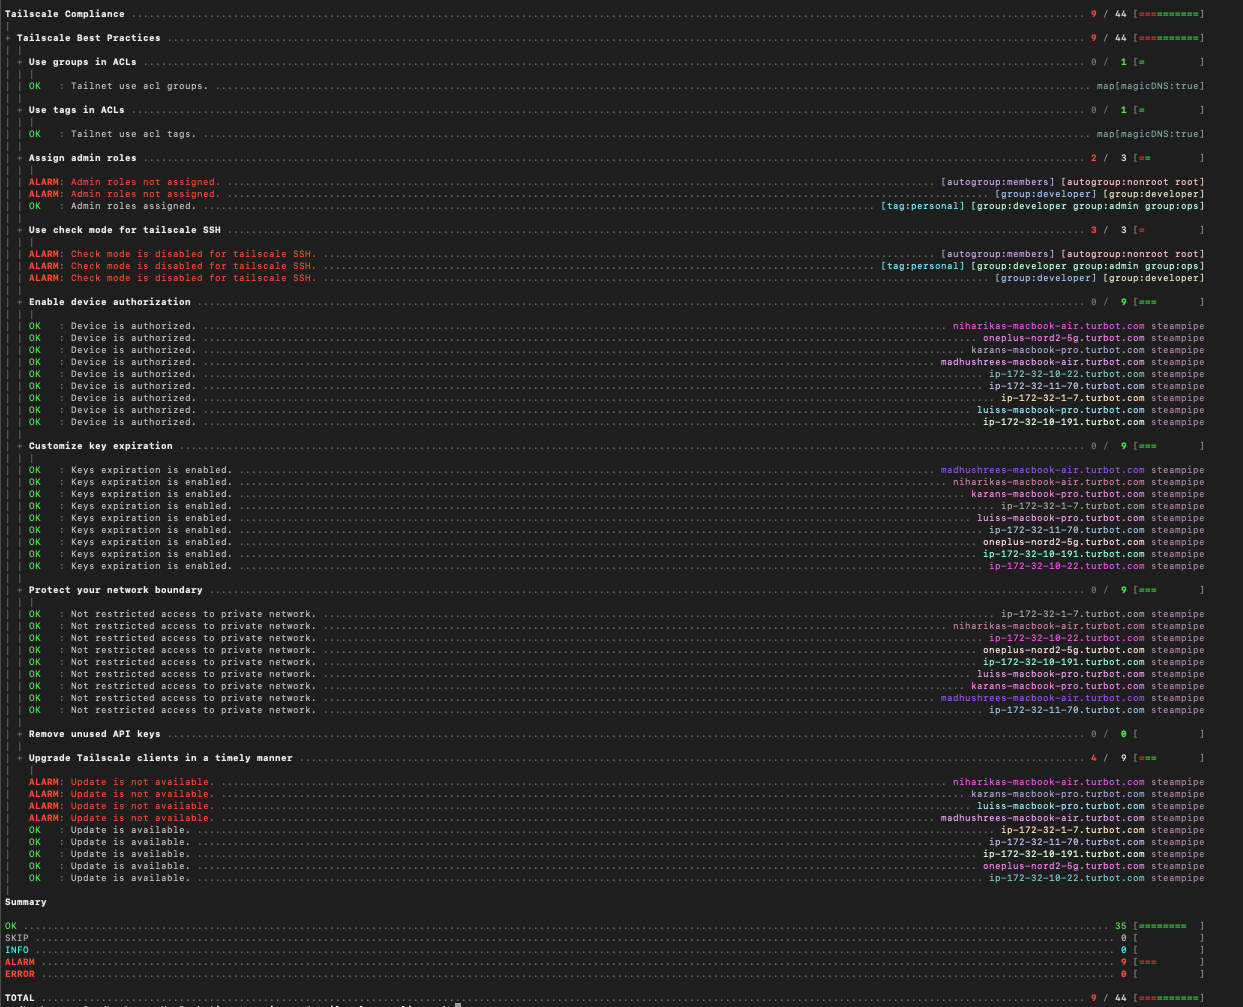 Tailscale Compliance 9 / 44 [==========]
+ Tailscale Best Practices 9 / 44 [==========]
+ Use groups in ACLs 0 / 1 [= ]
OK : Tailnet use acl groups. map[magicDNS:true]
+ Use tags in ACLs 0 / 1 [= ]
OK : Tailnet use acl tags. map[magicDNS:true]
+ Assign admin roles 2 / 3 [== ]
ALARM: Admin roles not assigned. [autogroup:members] [autogroup:nonroot root]
ALARM: Admin roles not assigned. [group:developer] [group:developer]
OK : Admin roles assigned. [tag:personal] [group:developer group:admin group:ops]
+ Use check mode for tailscale SSH 3 / 3 [= ]
ALARM: Check mode is disabled for tailscale SSH. [autogroup:members] [autogroup:nonroot root]
ALARM: Check mode is disabled for tailscale SSH. [tag:personal] [group:developer group:admin group:ops]
ALARM: Check mode is disabled for tailscale SSH. [group:developer] [group:developer]
+ Enable device authorization 0 / 9 [=== ]
OK : Device is authorized. niharikas-macbook-air.turbot.com steampipe
OK : Device is authorized. oneplus-nord2-5g.turbot.com steampipe
OK : Device is authorized. karans-macbook-pro.turbot.com steampipe
OK : Device is authorized. madhushrees-macbook-air.turbot.com steampipe
OK : Device is authorized. ip-172-32-10-22.turbot.com steampipe
OK : Device is authorized. ip-172-32-11-70.turbot.com steampipe
OK : Device is authorized. ip-172-32-1-7.turbot.com steampipe
OK : Device is authorized. luiss-macbook-pro.turbot.com steampipe
OK : Device is authorized. ip-172-32-10-191.turbot.com steampipe
+ Customize key expiration 0 / 9 [=== ]
OK : Keys expiration is enabled. madhushrees-macbook-air.turbot.com steampipe
OK : Keys expiration is enabled. niharikas-macbook-air.turbot.com steampipe
OK : Keys expiration is enabled. karans-macbook-pro.turbot.com steampipe
OK : Keys expiration is enabled. ip-172-32-1-7.turbot.com steampipe
OK : Keys expiration is enabled. luiss-macbook-pro.turbot.com steampipe
OK : Keys expiration is enabled. ip-172-32-11-70.turbot.com steampipe
OK : Keys expiration is enabled. oneplus-nord2-5g.turbot.com steampipe
OK : Keys expiration is enabled. ip-172-32-10-191.turbot.com steampipe
OK : Keys expiration is enabled. ip-172-32-10-22.turbot.com steampipe
+ Protect your network boundary 0 / 9 [=== ]
OK : Not restricted access to private network. ip-172-32-1-7.turbot.com steampipe
OK : Not restricted access to private network. niharikas-macbook-air.turbot.com steampipe
OK : Not restricted access to private network. ip-172-32-10-22.turbot.com steampipe
OK : Not restricted access to private network. oneplus-nord2-5g.turbot.com steampipe
OK : Not restricted access to private network. ip-172-32-10-191.turbot.com steampipe
OK : Not restricted access to private network. luiss-macbook-pro.turbot.com steampipe
OK : Not restricted access to private network. karans-macbook-pro.turbot.com steampipe
OK : Not restricted access to private network. madhushrees-macbook-air.turbot.com steampipe
OK : Not restricted access to private network. ip-172-32-11-70.turbot.com steampipe
+ Remove unused API keys 0 / 0 [ ]
+ Upgrade Tailscale clients in a timely manner 4 / 9 [=== ]
ALARM: Update is not available. niharikas-macbook-air.turbot.com steampipe
ALARM: Update is not available. karans-macbook-pro.turbot.com steampipe
ALARM: Update is not available. luiss-macbook-pro.turbot.com steampipe
ALARM: Update is not available. madhushrees-macbook-air.turbot.com steampipe
OK : Update is available. ip-172-32-1-7.turbot.com steampipe
OK : Update is available. ip-172-32-11-70.turbot.com steampipe
OK : Update is available. ip-172-32-10-191.turbot.com steampipe
OK : Update is available. oneplus-nord2-5g.turbot.com steampipe
OK : Update is available. ip-172-32-10-22.turbot.com steampipe
Summary
OK 35 [======== ]
SKIP 0 [ ]
INFO 0 [ ]
ALARM 9 [=== ]
ERROR 0 [ ]
TOTAL 9 / 44 [==========]